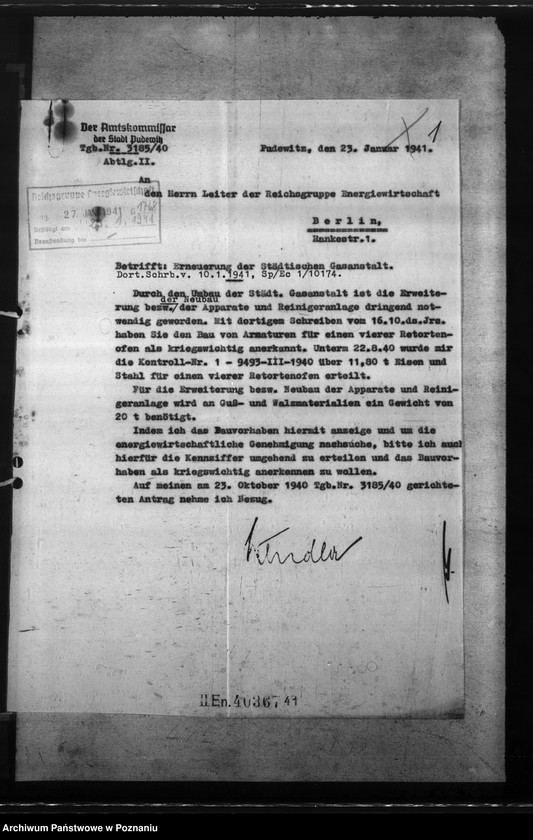 Der Amtskommissar
der Stadt Pudewitz
Tgb.Nr. 3185/40
Abtlg.II.
Pudewitz, den 23. Januar 1941.
1
An
den Herrn Leiter der Reichsgruppe Energiewirtschaft
Reichsgruppe Energiewirtschaft
27. JAN. 1941
Berlin,
Rankestr.1.
Betrifft: Erneuerung der Städtischen Gasanstalt.
Dort.Schrb.v. 10.1.1941, Sp/Ec 1/10174.
Durch den Umbau der Städt. Gasanstalt ist die Erweite-
der Neubau
rung bezw./der Apparate und Reinigeranlage dringend not-
wendig geworden. Mit dortigem Schreiben vom 16.10.ds.Jrs.
haben Sie den Bau von Armaturen für einen vierer Retorten-
ofen als kriegswichtig anerkannt. Unterm 22.8.40 wurde mir
die Kontroll-Nr. 1 - 9493-III-1940 über 11,80 t Eisen und
Stahl für einen vierer Retortenofen erteilt.
Für die Erweiterung bezw. Neubau der Apparate und Reini-
geranlage wird an Guß- und Walzmaterialien ein Gewicht von
20 t benötigt.
Indem ich das Bauvorhaben hiermit anzeige und um die
energiewirtschaftliche Genehmigung nachsuche, bitte ich auch
hierfür die Kennziffer umgehend zu erteilen und das Bauvor-
haben als kriegswichtig anerkennen zu wollen.
Auf meinen am 23. Oktober 1940 Tgb.Nr. 3185/40 gerichte-
ten Antrag nehme ich Bezug.
II.En. 40367 41
Archiwum Państwowe w Poznaniu